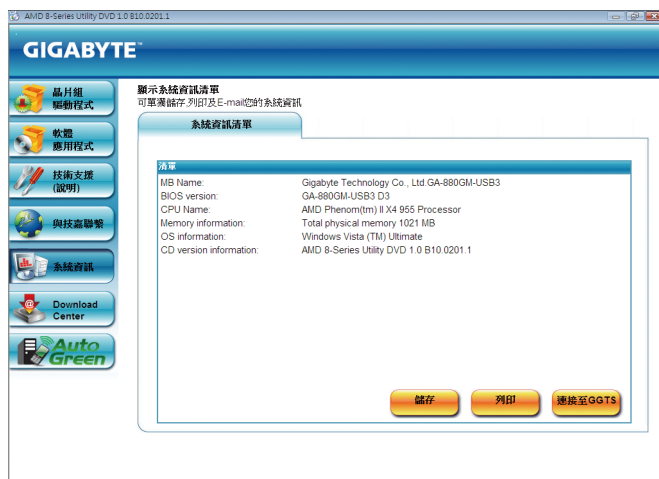 AMD 8-Series Utility DVD 1.0 B10.0201.1
GIGABYTE™
晶片組
驅動程式
軟體
應用程式
技術支援
(說明)
與技嘉聯繫
系統資訊
Download
Center
Auto
Green
顯示系統資訊清單
可單獨儲存,列印及E-mail您的系統資訊
系統資訊清單
清單
MB Name: Gigabyte Technology Co., Ltd.GA-880GM-USB3
BIOS version: GA-880GM-USB3 D3
CPU Name: AMD Phenom(tm) II X4 955 Processor
Memory information: Total physical memory 1021 MB
OS information: Windows Vista (TM) Ultimate
CD version information: AMD 8-Series Utility DVD 1.0 B10.0201.1
儲存 列印 連接至GGTS